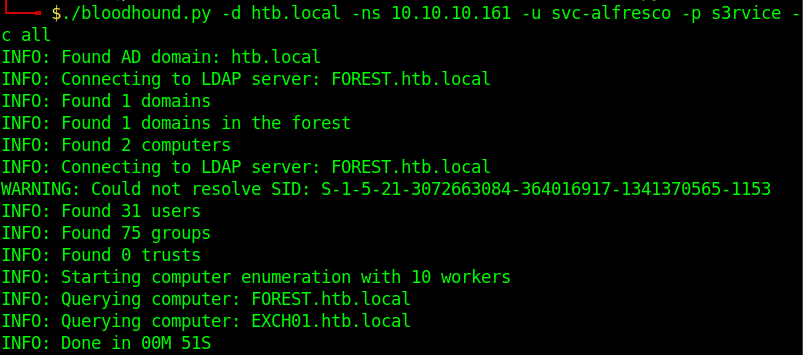 $./bloodhound.py -d htb.local -ns 10.10.10.161 -u svc-alfresco -p s3rvice -
c all
INFO: Found AD domain: htb.local
INFO: Connecting to LDAP server: FOREST.htb.local
INFO: Found 1 domains
INFO: Found 1 domains in the forest
INFO: Found 2 computers
INFO: Connecting to LDAP server: FOREST.htb.local
WARNING: Could not resolve SID: S-1-5-21-3072663084-364016917-1341370565-1153
INFO: Found 31 users
INFO: Found 75 groups
INFO: Found 0 trusts
INFO: Starting computer enumeration with 10 workers
INFO: Querying computer: FOREST.htb.local
INFO: Querying computer: EXCH01.htb.local
INFO: Done in 00M 51S